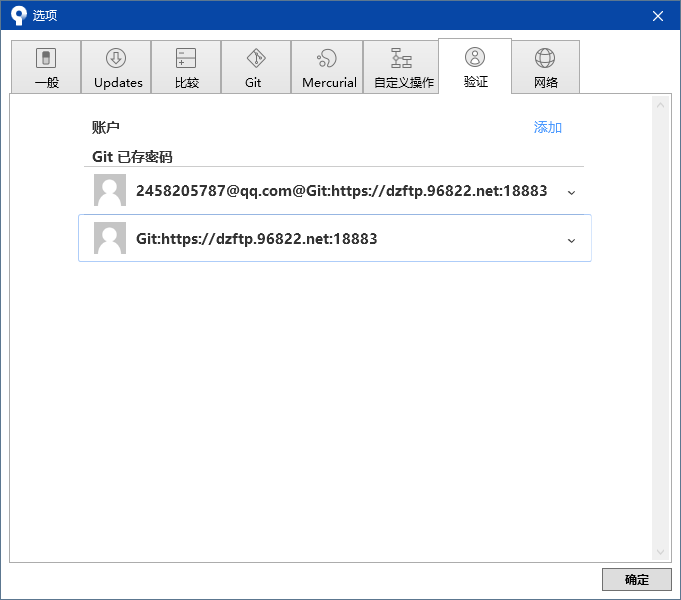 选项
一般
Updates
比较
Git
Mercurial
自定义操作
验证
网络
账户
添加
Git 已存密码
2458205787@qq.com@Git:https://dzftp.96822.net:18883
Git:https://dzftp.96822.net:18883
确定